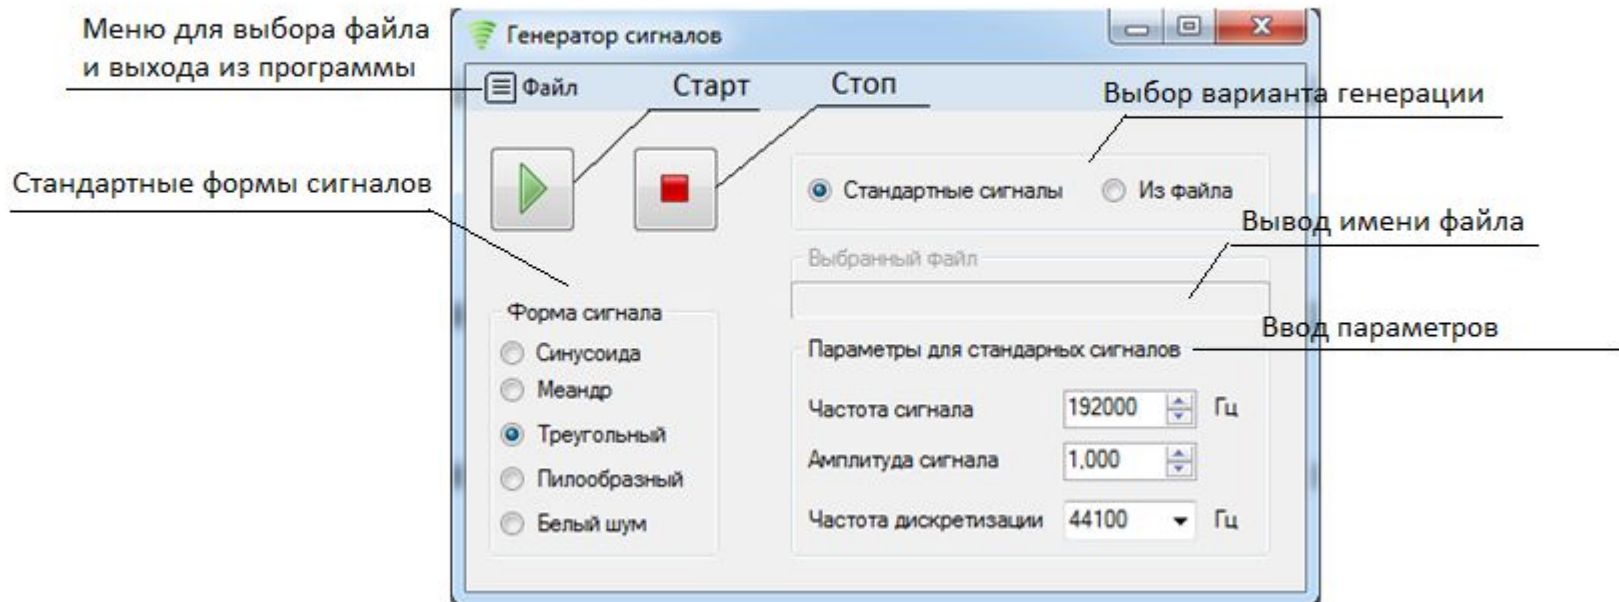 Меню для выбора файла
и выхода из программы
Генератор сигналов
Файл
Старт
Стоп
Выбор варианта генерации
Стандартные формы сигналов
Стандартные сигналы
Из файла
Вывод имени файла
Выбранный файл
Ввод параметров
Форма сигнала
Синусоида
Меандр
Треугольный
Пилообразный
Белый шум
Параметры для стандарных сигналов
Частота сигнала 192000 Гц
Амплитуда сигнала 1,000
Частота дискретизации 44100 Гц